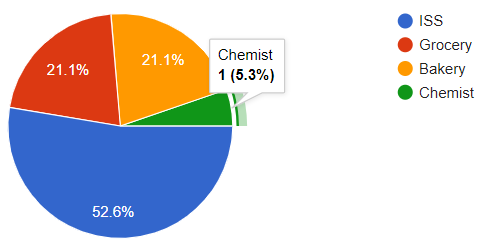 21.1%
21.1%
52.6%
Chemist
1 (5.3%)
ISS
Grocery
Bakery
Chemist